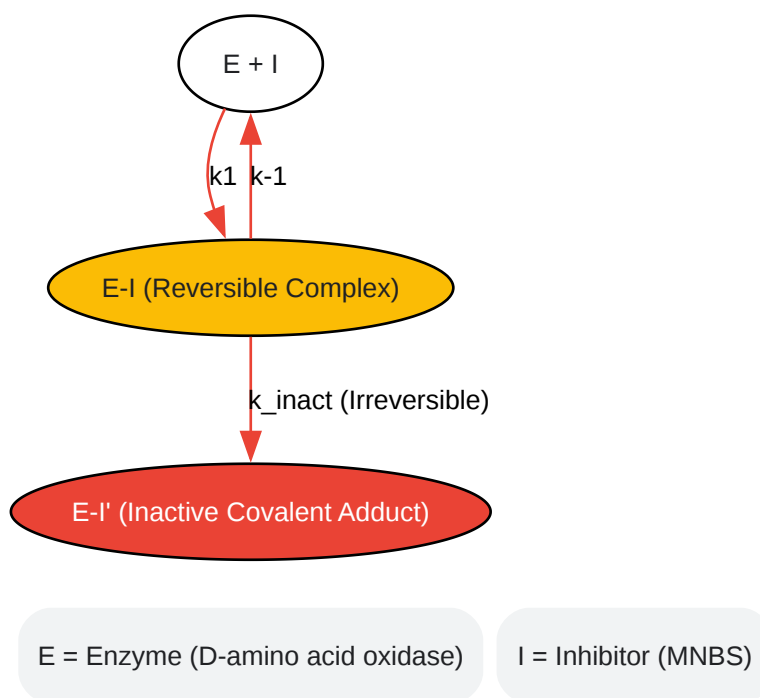 E + I
k1
k-1
E-I (Reversible Complex)
k_inact (Irreversible)
E-I' (Inactive Covalent Adduct)
E = Enzyme (D-amino acid oxidase)
I = Inhibitor (MNBS)